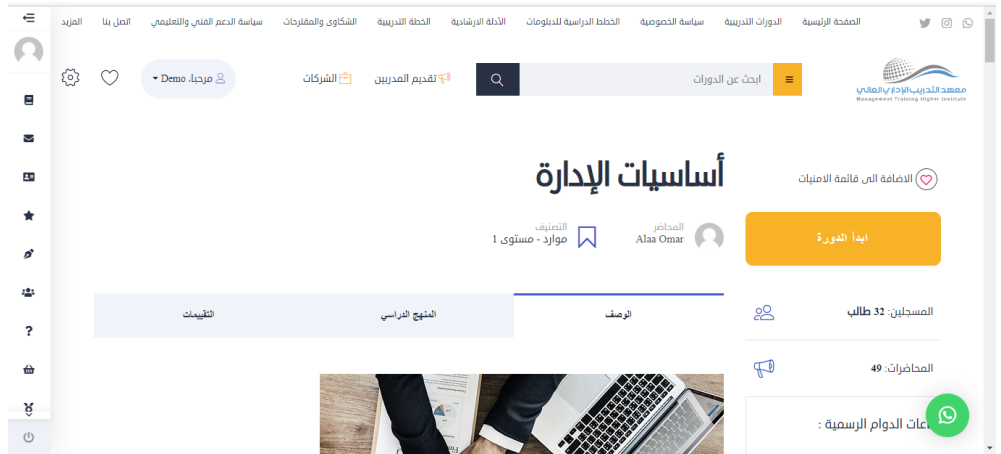 الصفحة الرئيسية
الدورات التدريبية
سياسة الخصوصية
الخطط الدراسية للدبلومات
الأدلة الارشادية
الخطة التدريبية
الشكاوى والمقترحات
سياسة الدعم الفني والتعليمي
اتصل بنا
المزيد
معهد التدريب الإداري العالي
Management Training Higher Institute
ابحث عن الدورات
تقديم المدربين
الشركات
مرحبا، Demo
الاضافة الى قائمة الامنيات
أساسيات الإدارة
ابدأ الدورة
المحاضر
Alaa Omar
التصنيف
موارد - مستوى 1
المسجلين: 32 طالب
المحاضرات: 49
الوصف
المنهج الدراسي
التقييمات
الدوام الرسمية :